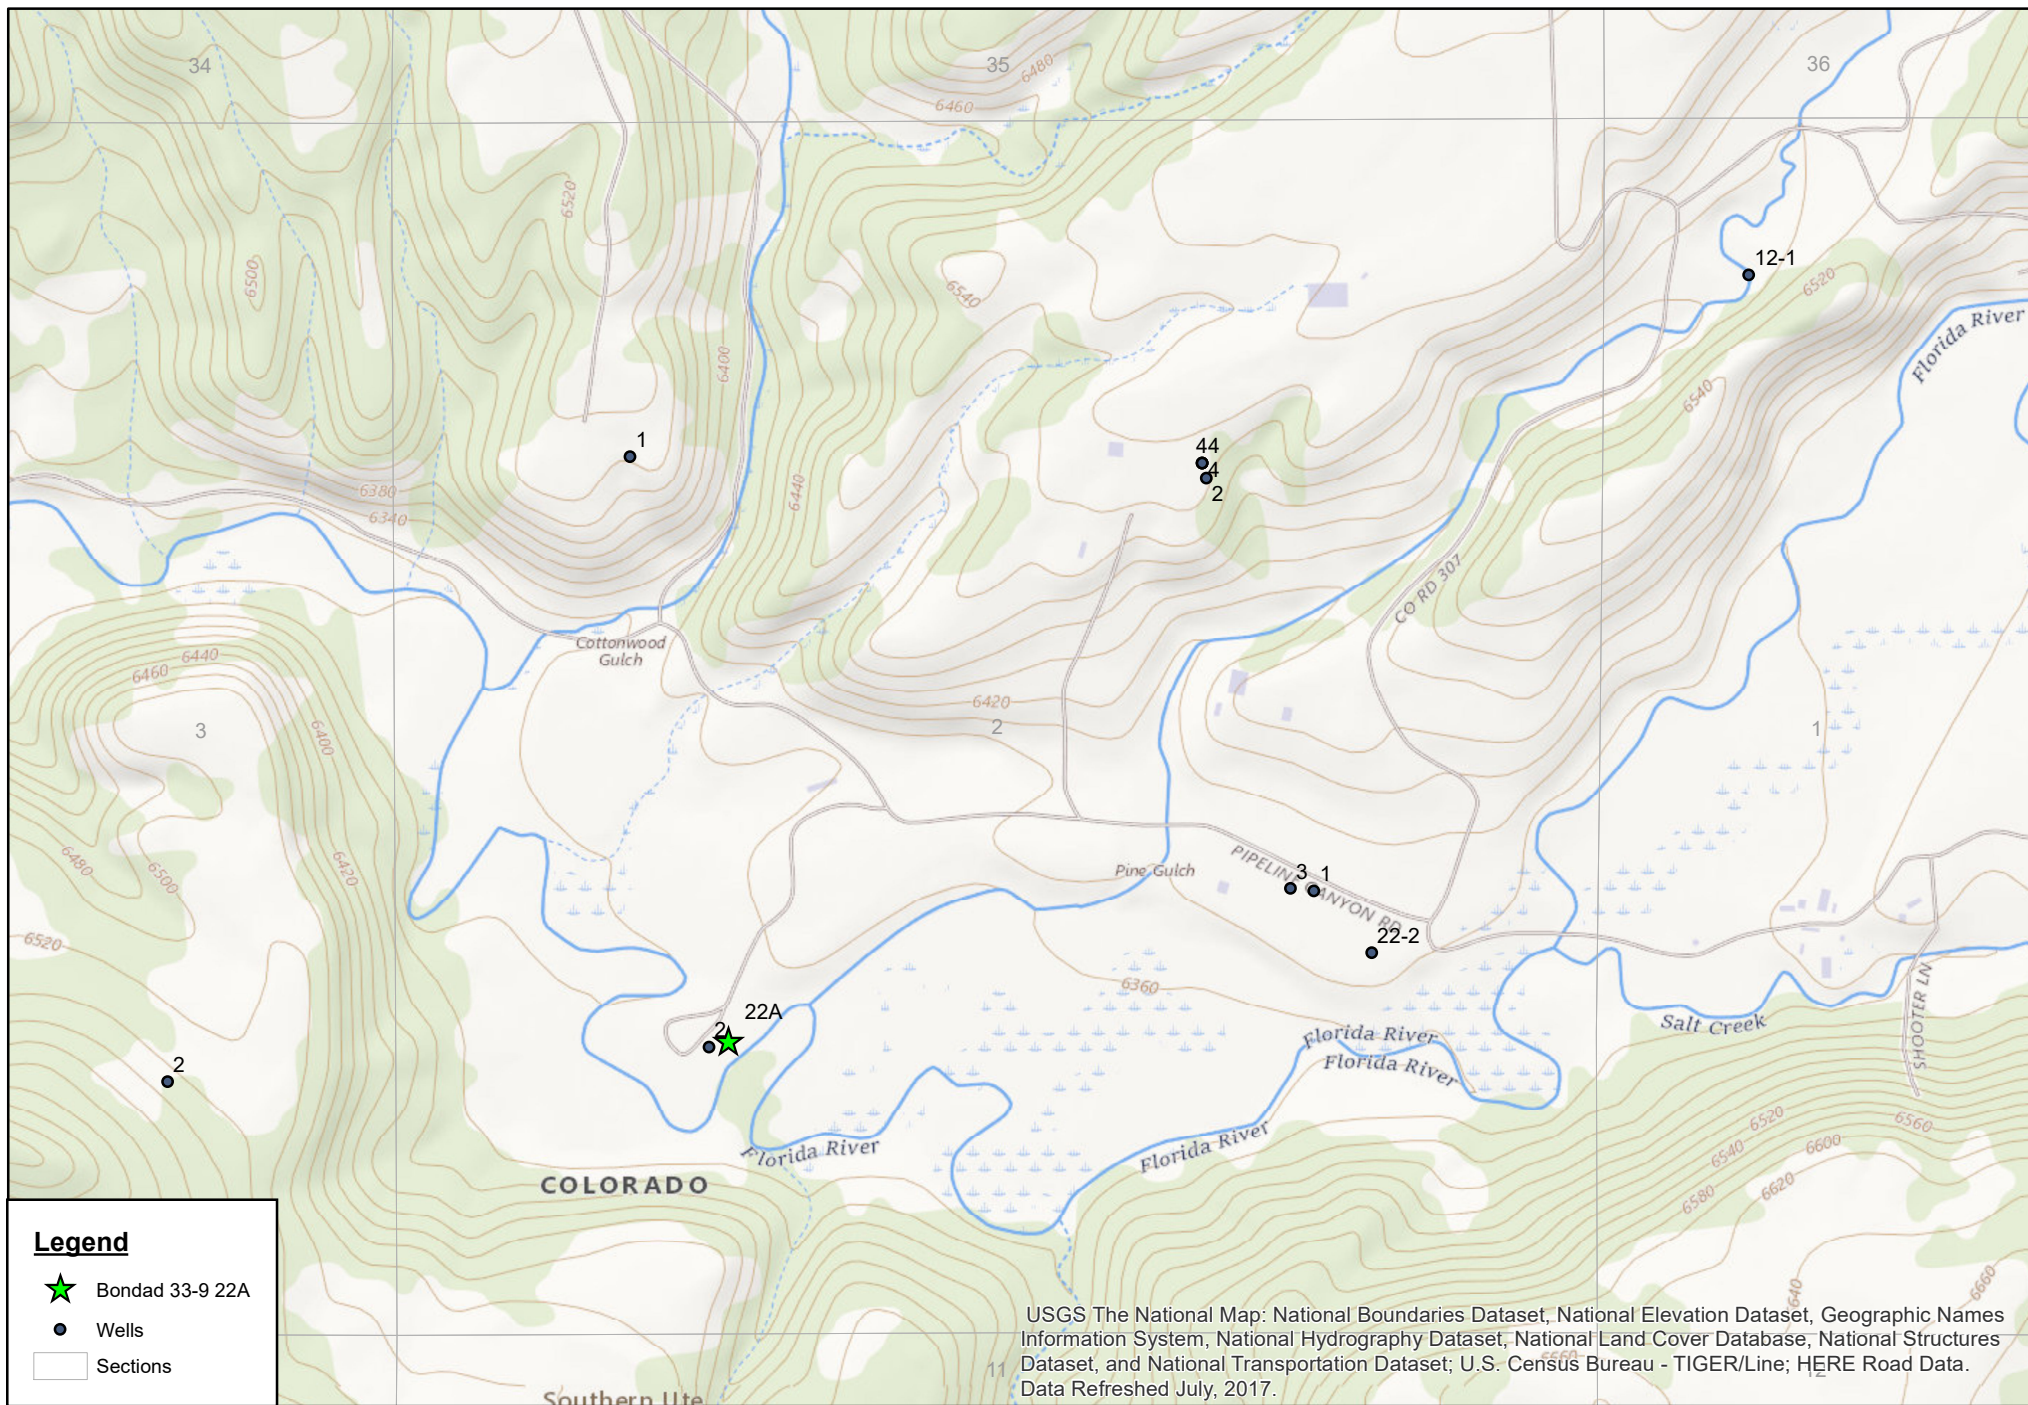 34
35
36
6480
6460
6520
6500
6540
12-1
6520
Florida River
6400
6540
1
44
4
2
6380
6340
6440
CO RD 307
Cottonwood
Gulch
6440
6460
6420
3
6400
2
1
Pine Gulch
PIPELINE CANYON RD
3
1
6480
6500
6420
22-2
6520
6360
22A
2
Salt Creek
SHOOTER LN
Florida River
Florida River
2
Florida River
Florida River
6520
6560
6540
6600
6580
6620
COLORADO
Legend
Bondad 33-9 22A
Wells
Sections
6640
6660
6660
11
12
Southern Ute
USGS The National Map: National Boundaries Dataset, National Elevation Dataset, Geographic Names
Information System, National Hydrography Dataset, National Land Cover Database, National Structures
Dataset, and National Transportation Dataset; U.S. Census Bureau - TIGER/Line; HERE Road Data.
Data Refreshed July, 2017.